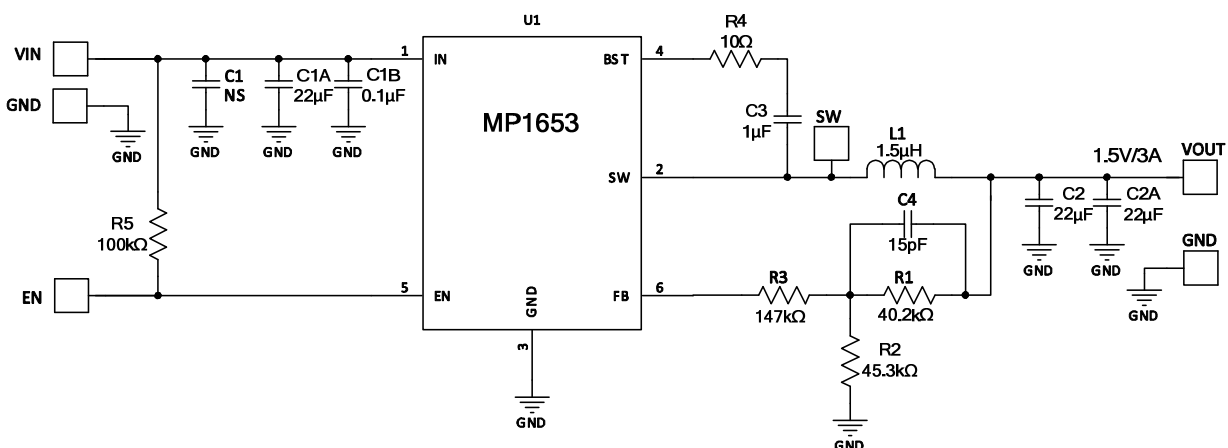 U1
VIN
GND
GND
C1
NS
GND
C1A
22µF
GND
C1B
0.1µF
GND
1
IN
MP1653
BST
4
R4
10Ω
C3
1µF
SW
SW
2
L1
1.5µH
1.5V/3A
VOUT
C2
22µF
GND
C2A
22µF
GND
GND
GND
R5
100kΩ
EN
5
EN
GND
3
GND
FB
6
R3
147kΩ
C4
15pF
R1
40.2kΩ
R2
45.3kΩ
GND